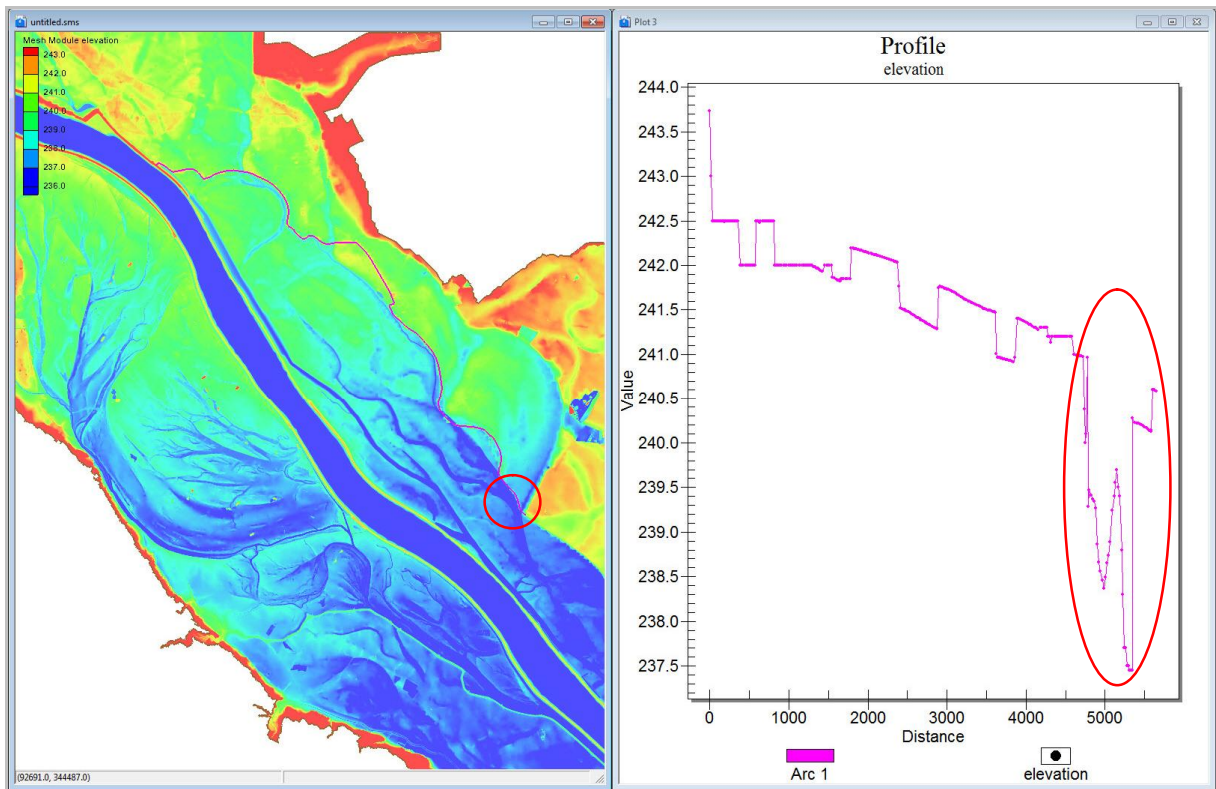 untitled.sms
Mesh Module elevation
243.0
242.0
241.0
240.0
239.0
238.0
237.0
236.0
(92691.0, 344487.0)
Plot 3
Profile
elevation
244.0
243.5
243.0
242.5
242.0
241.5
241.0
240.5
240.0
239.5
239.0
238.5
238.0
237.5
Value
0 1000 2000 3000 4000 5000
Distance
Arc 1 elevation